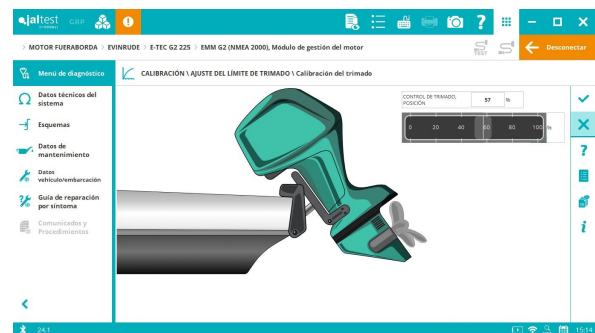 jaltest GRP
> MOTOR FUERABORDA > EVINRUDE > E-TEC G2 225 > EMM G2 (NMEA 2000), Módulo de gestión del motor
TEST
Desconectar
Menú de diagnóstico
CALIBRACIÓN \ AJUSTE DEL LÍMITE DE TRIMADO \ Calibración del trimado
Datos técnicos del
sistema
Esquemas
Datos de
mantenimiento
Datos
vehículo/embarcación
Guía de reparación
por síntoma
Comunicados y
Procedimientos
CONTROL DE TRIMADO,
POSICIÓN
57 %
0 20 40 60 80 100 %
24.1
15:14